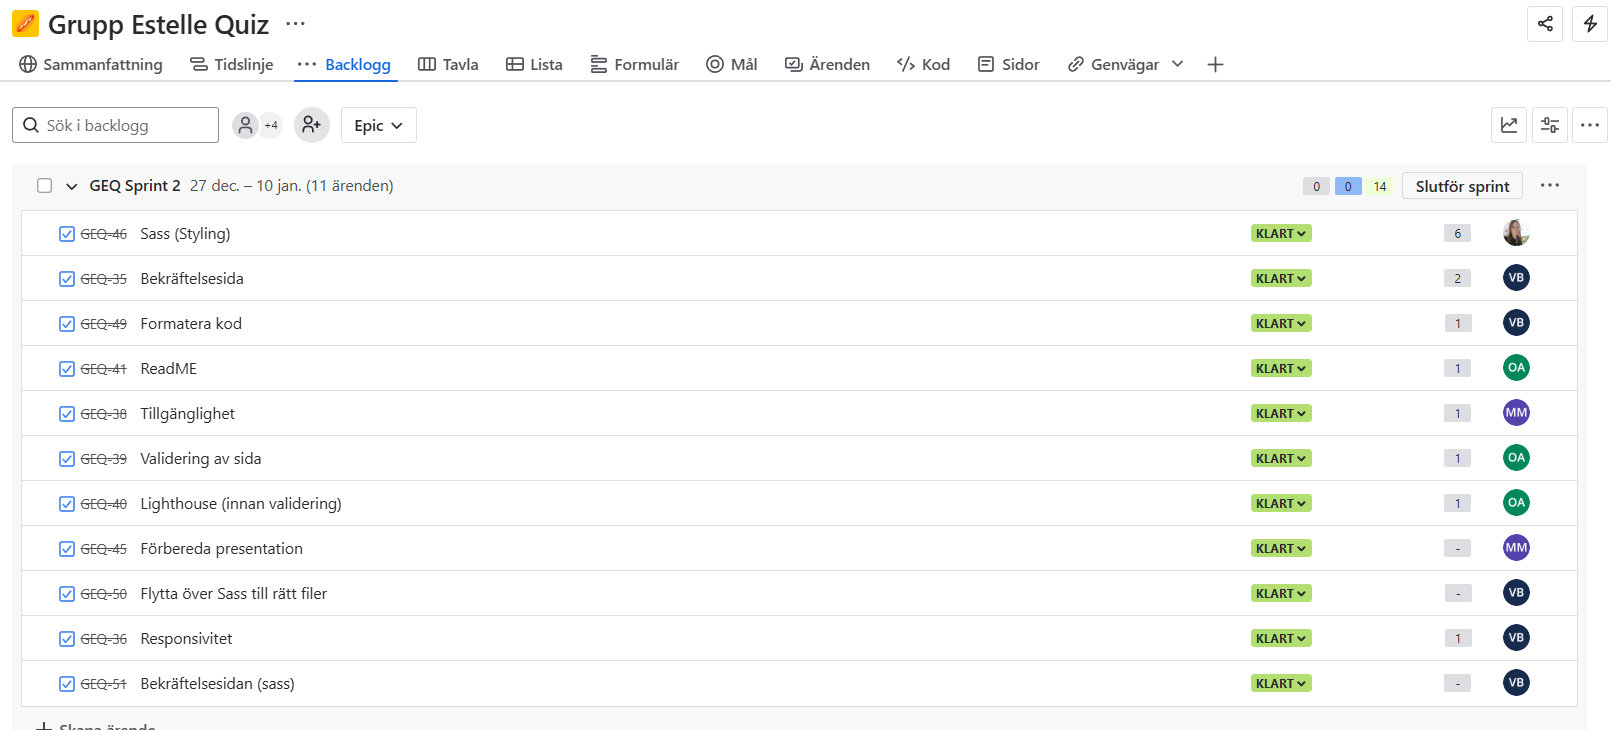 Grupp Estelle Quiz
Sammanfattning Tidslinje Backlogg Tavla Lista Formulär Mål Ärenden Kod Sidor Genvägar
Sök i backlogg +4 Epic
GEQ Sprint 2 27 dec. – 10 jan. (11 ärenden) 0 0 14 Slutför sprint
GEQ-46 Sass (Styling) KLART 6
GEQ-35 Bekräftelsesida KLART 2 VB
GEQ-49 Formatera kod KLART 1 VB
GEQ-41 ReadME KLART 1 OA
GEQ-38 Tillgänglighet KLART 1 MM
GEQ-39 Validering av sida KLART 1 OA
GEQ-40 Lighthouse (innan validering) KLART 1 OA
GEQ-45 Förbereda presentation KLART - MM
GEQ-50 Flytta över Sass till rätt filer KLART - VB
GEQ-36 Responsivitet KLART 1 VB
GEQ-51 Bekräftelsesidan (sass) KLART - VB
Skapa ärende